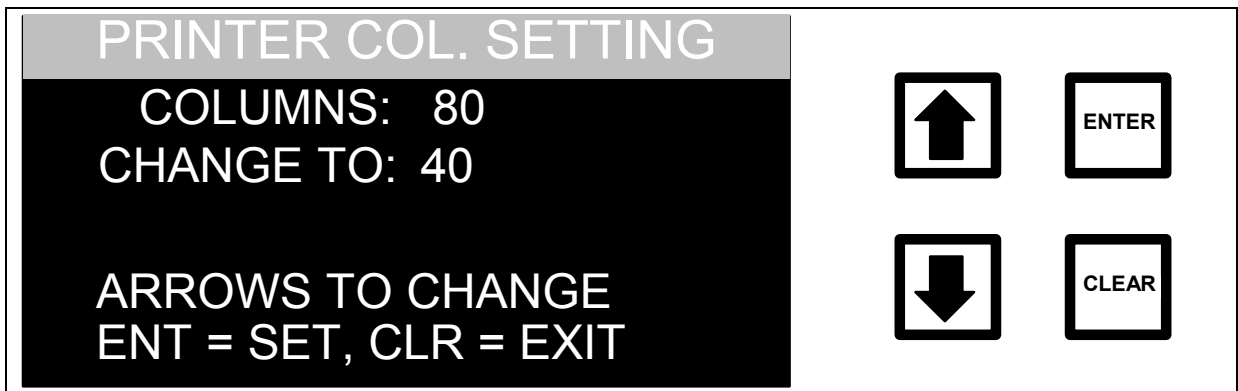 PRINTER COL. SETTING
COLUMNS: 80
CHANGE TO: 40
ARROWS TO CHANGE
ENT = SET, CLR = EXIT
ENTER
CLEAR